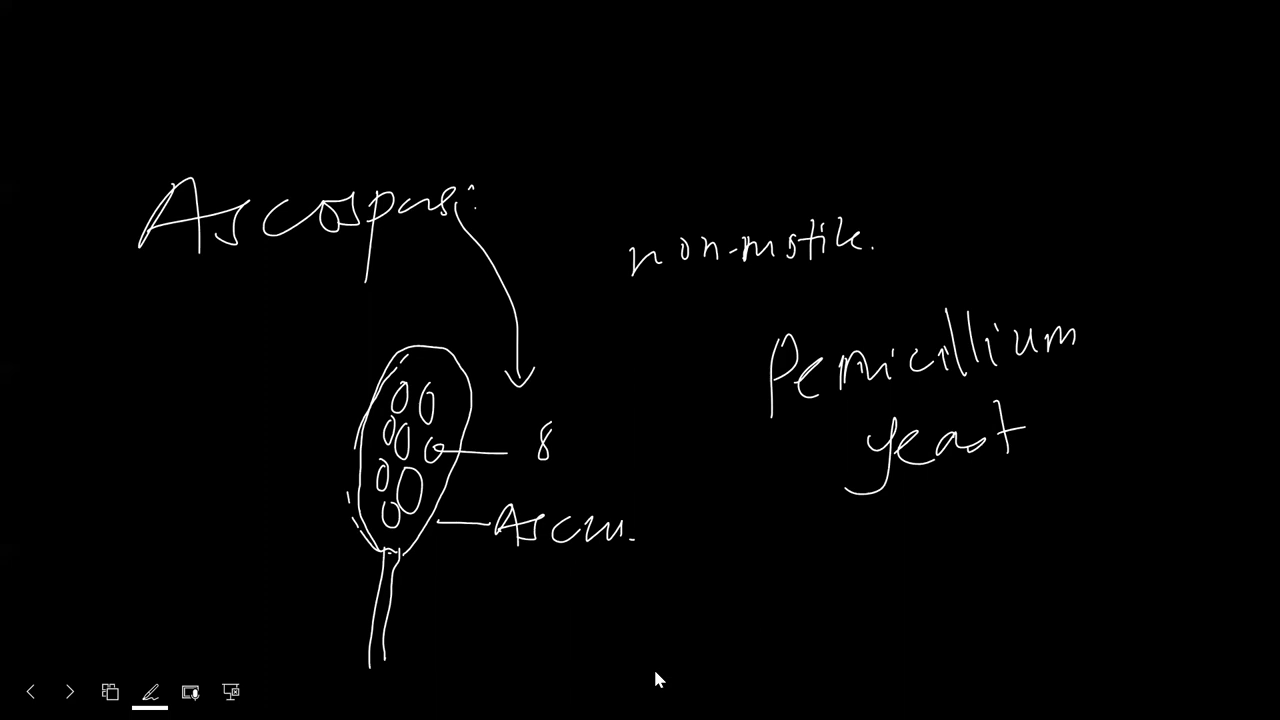 Ascospores:
non-motile.
Penicillium
yeast
8
Ascus.